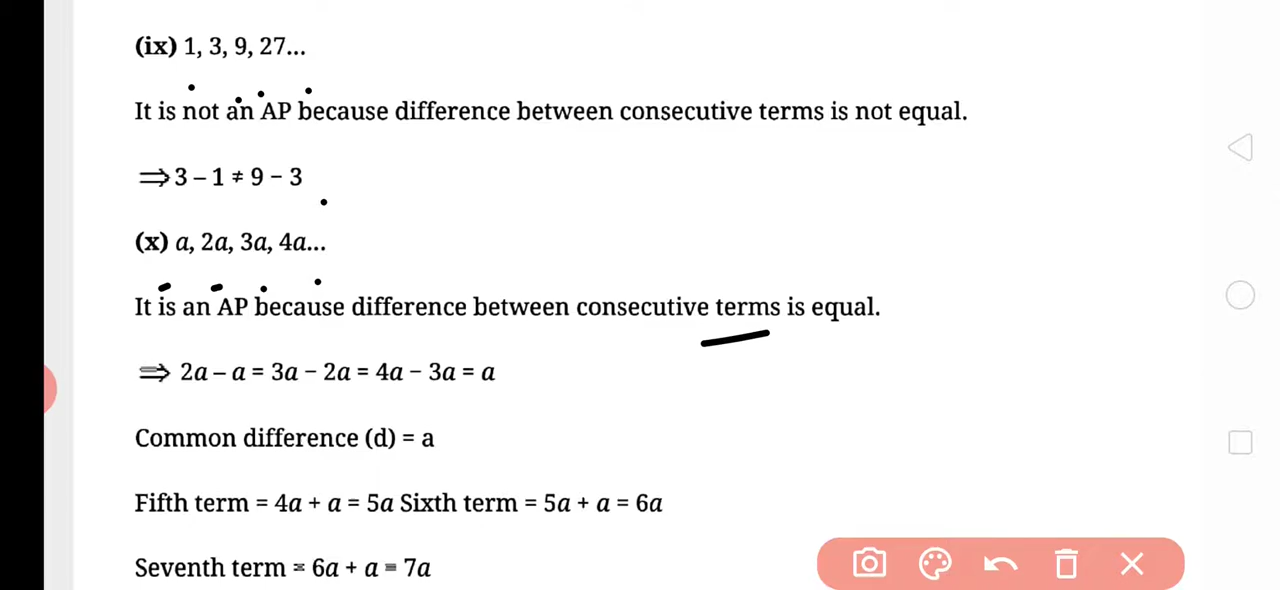 (ix) 1, 3, 9, 27...
It is not an AP because difference between consecutive terms is not equal.
⟹ 3 – 1 ≠ 9 − 3
(x) a, 2a, 3a, 4a...
It is an AP because difference between consecutive terms is equal.
⟹ 2a – a = 3a − 2a = 4a − 3a = a
Common difference (d) = a
Fifth term = 4a + a = 5a Sixth term = 5a + a = 6a
Seventh term = 6a + a = 7a